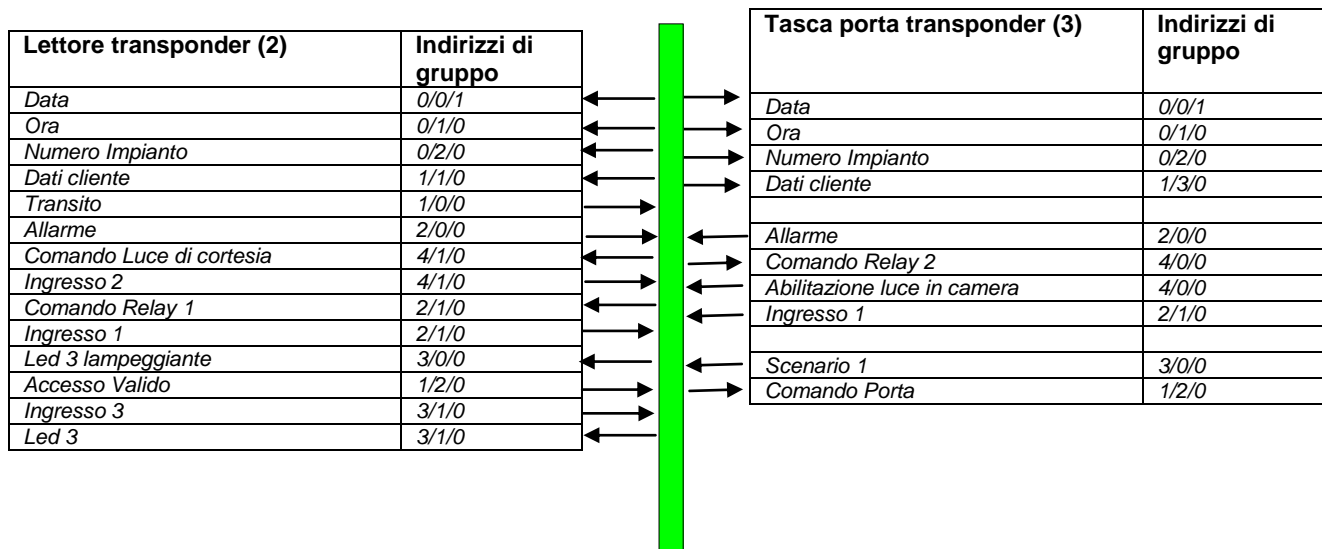 Lettore transponder (2) Indirizzi di
gruppo
Data 0/0/1
Ora 0/1/0
Numero Impianto 0/2/0
Dati cliente 1/1/0
Transito 1/0/0
Allarme 2/0/0
Comando Luce di cortesia 4/1/0
Ingresso 2 4/1/0
Comando Relay 1 2/1/0
Ingresso 1 2/1/0
Led 3 lampeggiante 3/0/0
Accesso Valido 1/2/0
Ingresso 3 3/1/0
Led 3 3/1/0
Tasca porta transponder (3) Indirizzi di
gruppo
Data 0/0/1
Ora 0/1/0
Numero Impianto 0/2/0
Dati cliente 1/3/0
Allarme 2/0/0
Comando Relay 2 4/0/0
Abilitazione luce in camera 4/0/0
Ingresso 1 2/1/0
Scenario 1 3/0/0
Comando Porta 1/2/0